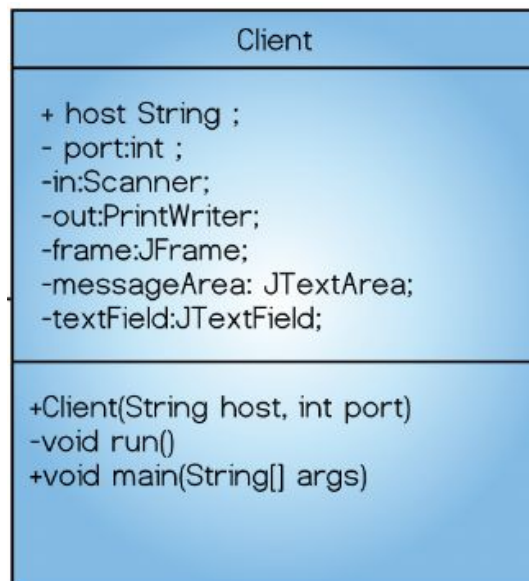 Client
+ host String ;
- port:int ;
-in:Scanner;
-out:PrintWriter;
-frame:JFrame;
-messageArea: JTextArea;
-textField:JTextField;
+Client(String host, int port)
-void run()
+void main(String[] args)